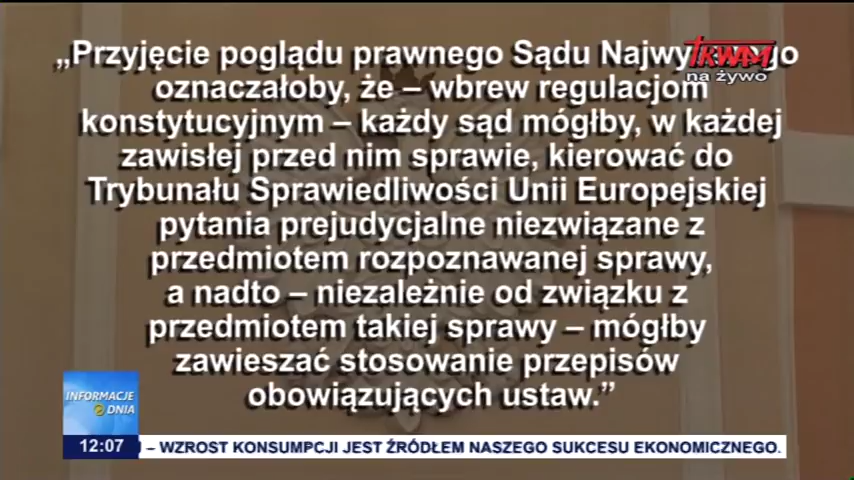 „Przyjęcie poglądu prawnego Sądu
TRWAM
na żywo
oznaczałoby, że – wbrew regulacjom
konstytucyjnym – każdy sąd mógłby, w każdej
zawisłej przed nim sprawie, kierować do
Trybunału Sprawiedliwości Unii Europejskiej
pytania prejudycjalne niezwiązane z
przedmiotem rozpoznawanej sprawy,
a nadto – niezależnie od związku z
przedmiotem takiej sprawy – mógłby
zawieszać stosowanie przepisów
obowiązujących ustaw.”
INFORMACJE
DNIA
12:07 – WZROST KONSUMPCJI JEST ŹRÓDŁEM NASZEGO SUKCESU EKONOMICZNEGO.